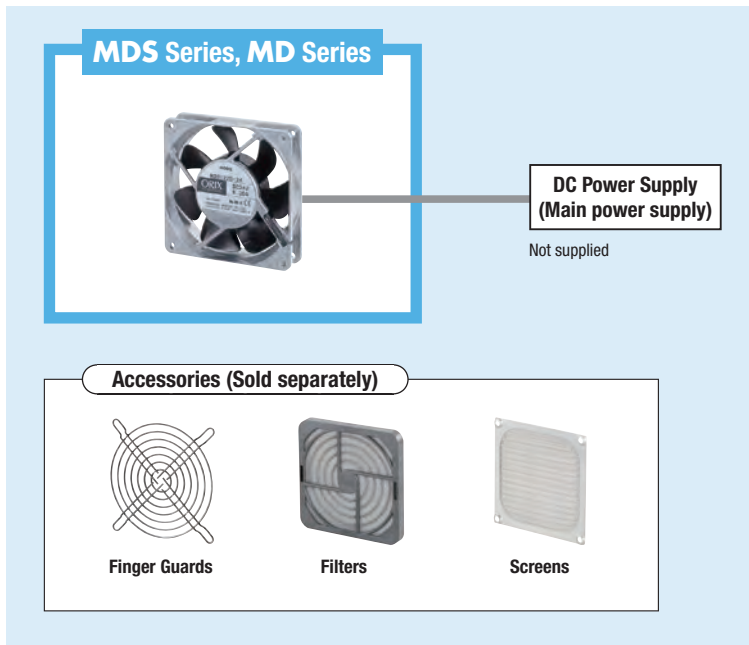 MDS Series, MD Series
ORIX
DC Power Supply
(Main power supply)
Not supplied
Accessories (Sold separately)
Finger Guards
Filters
Screens